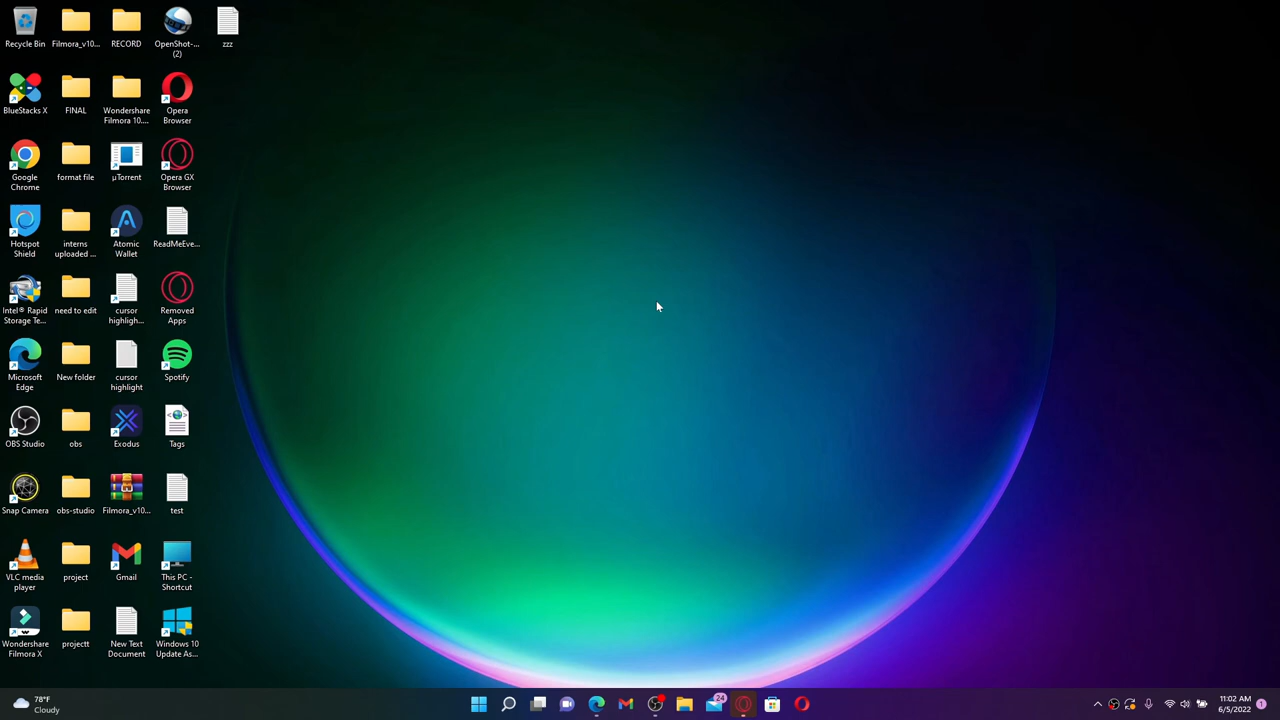 Recycle Bin
Filmora_v10...
RECORD
OpenShot-...
(2)
zzz
BlueStacks X
FINAL
Wondershare
Filmora 10....
Opera
Browser
Google
Chrome
format file
µTorrent
Opera GX
Browser
Hotspot
Shield
interns
uploaded ...
Atomic
Wallet
ReadMeEve...
Intel® Rapid
Storage Te...
need to edit
cursor
highligh...
Removed
Apps
Microsoft
Edge
New folder
cursor
highlight
Spotify
OBS Studio
obs
Exodus
Tags
Snap Camera
obs-studio
Filmora_v10...
test
VLC media
player
project
Gmail
This PC -
Shortcut
Wondershare
Filmora X
projectt
New Text
Document
Windows 10
Update As...
78°F
Cloudy
24
11:02 AM
6/5/2022
1